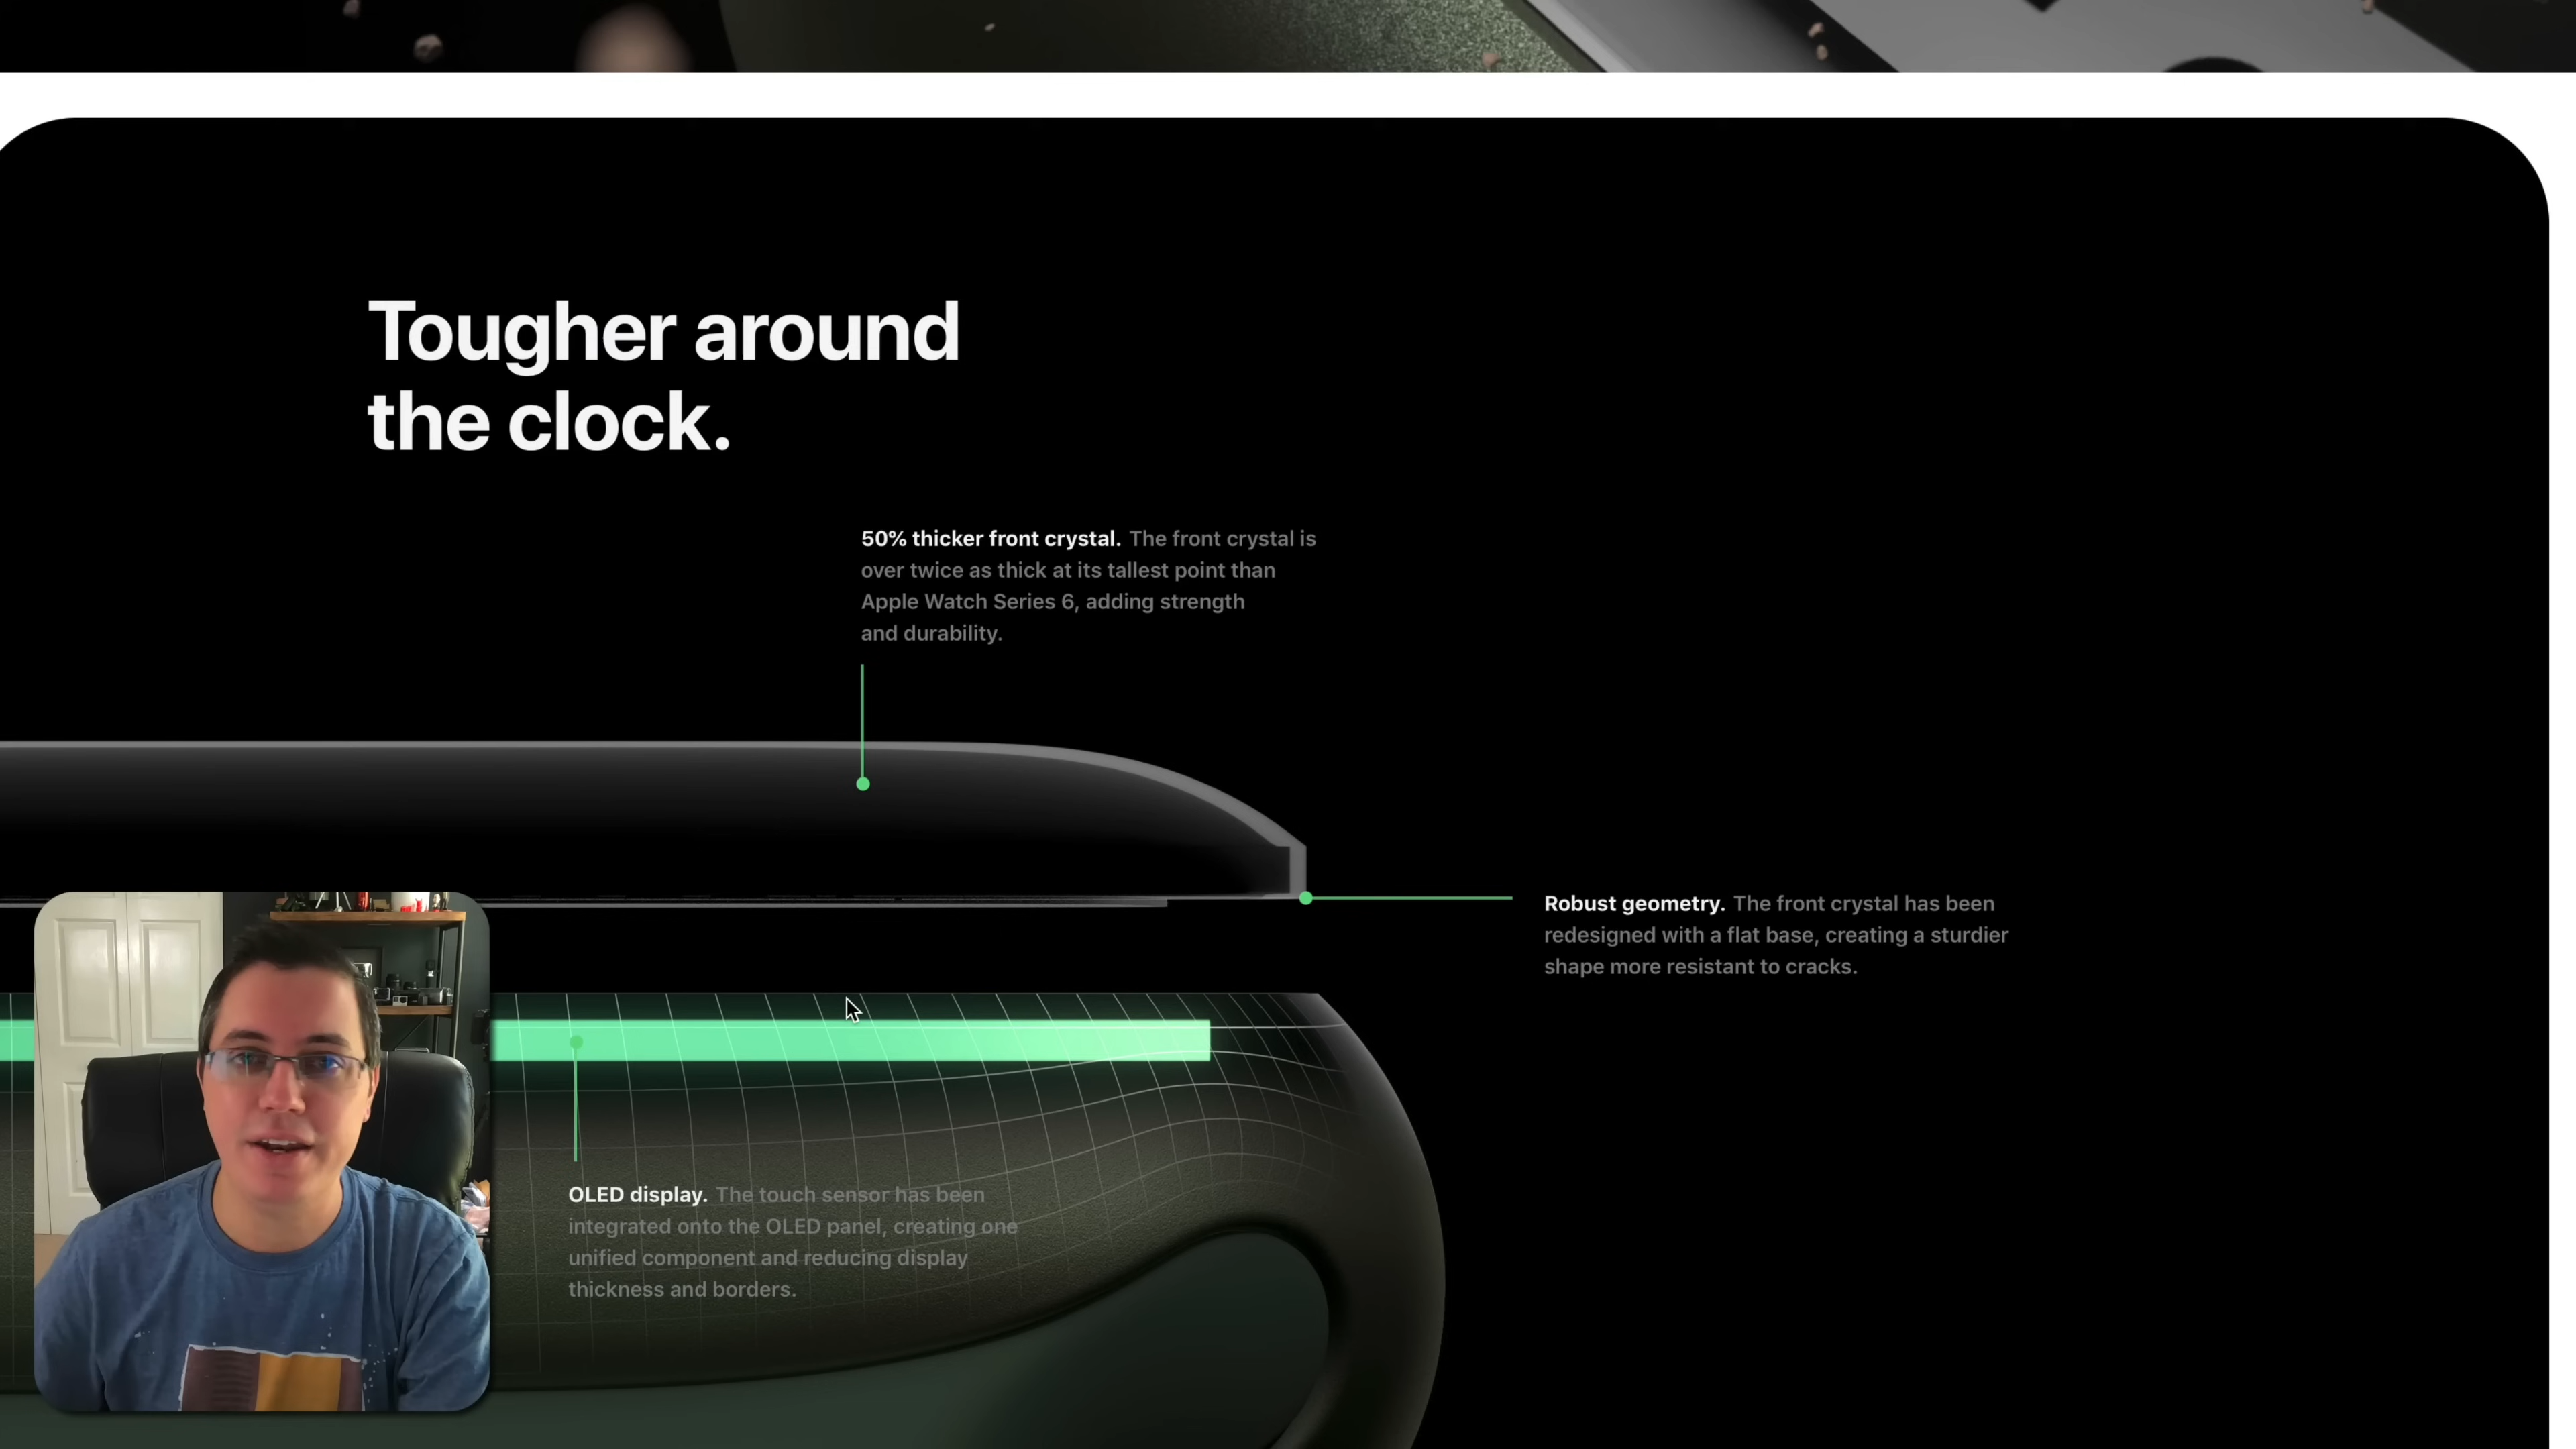 Tougher around
the clock.
50% thicker front crystal. The front crystal is
over twice as thick at its tallest point than
Apple Watch Series 6, adding strength
and durability.
Robust geometry. The front crystal has been
redesigned with a flat base, creating a sturdier
shape more resistant to cracks.
OLED display. The touch sensor has been
integrated onto the OLED panel, creating one
unified component and reducing display
thickness and borders.